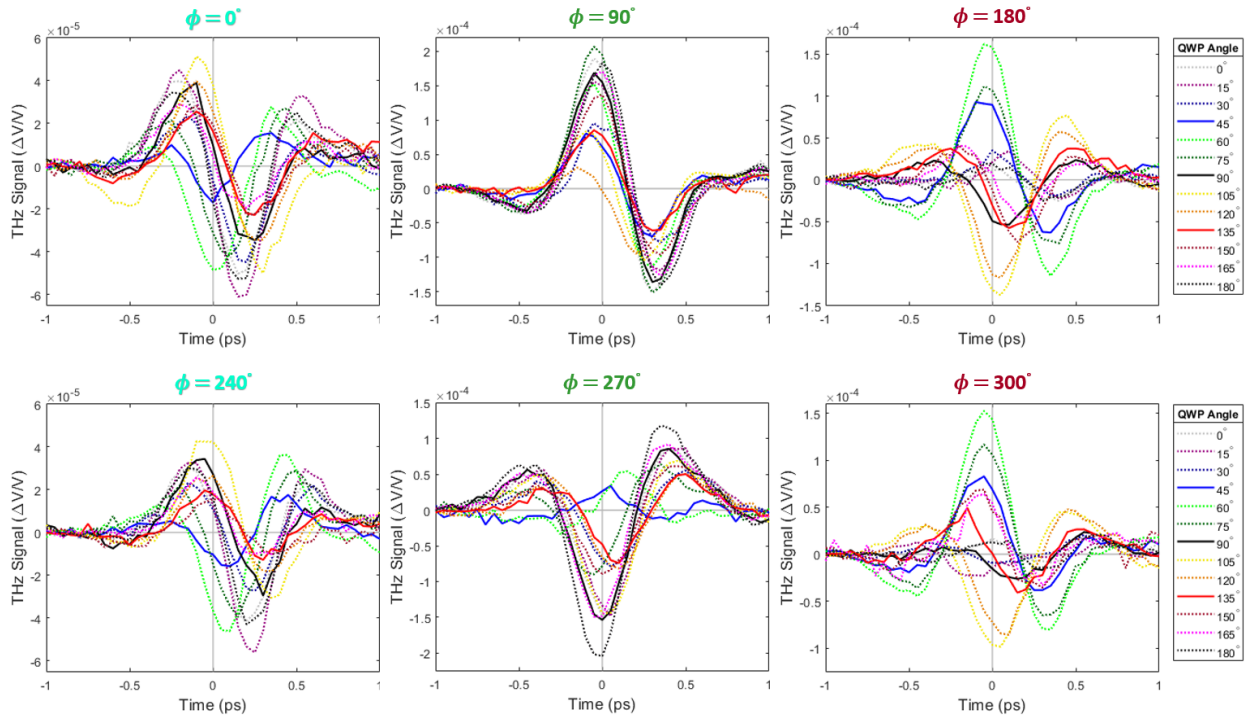 ϕ = 0°
×10⁻⁵
6
4
2
0
-2
-4
-6
THz Signal (ΔV/V)
-1 -0.5 0 0.5 1
Time (ps)
ϕ = 90°
×10⁻⁴
2
1.5
1
0.5
0
-0.5
-1
-1.5
THz Signal (ΔV/V)
-1 -0.5 0 0.5 1
Time (ps)
ϕ = 180°
×10⁻⁴
1.5
1
0.5
0
-0.5
-1
-1.5
THz Signal (ΔV/V)
-1 -0.5 0 0.5 1
Time (ps)
QWP Angle
0°
15°
30°
45°
60°
75°
90°
105°
120°
135°
150°
165°
180°
ϕ = 240°
×10⁻⁵
6
4
2
0
-2
-4
-6
THz Signal (ΔV/V)
-1 -0.5 0 0.5 1
Time (ps)
ϕ = 270°
×10⁻⁴
1.5
1
0.5
0
-0.5
-1
-1.5
-2
THz Signal (ΔV/V)
-1 -0.5 0 0.5 1
Time (ps)
ϕ = 300°
×10⁻⁴
1.5
1
0.5
0
-0.5
-1
THz Signal (ΔV/V)
-1 -0.5 0 0.5 1
Time (ps)
QWP Angle
0°
15°
30°
45°
60°
75°
90°
105°
120°
135°
150°
165°
180°